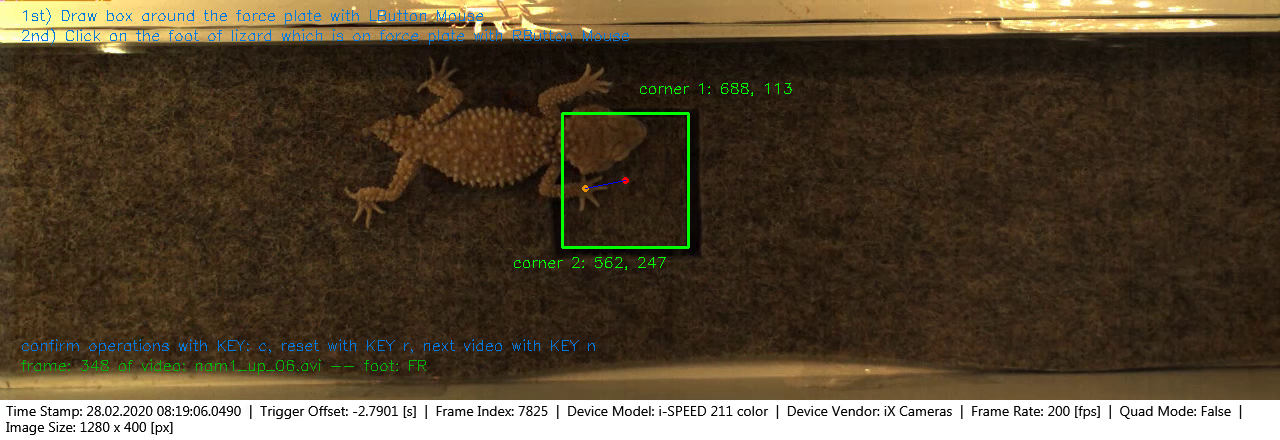 1st) Draw box around the force plate with LButton Mouse
2nd) Click on the foot of lizard which is on force plate with RButton Mouse
corner 1: 688, 113
corner 2: 562, 247
confirm operations with KEY: c, reset with KEY r, next video with KEY n
frame: 348 of video: nam1_up_06.avi -- foot: FR
Time Stamp: 28.02.2020 08:19:06.0490 | Trigger Offset: -2.7901 [s] | Frame Index: 7825 | Device Model: i-SPEED 211 color | Device Vendor: iX Cameras | Frame Rate: 200 [fps] | Quad Mode: False |
Image Size: 1280 x 400 [px]